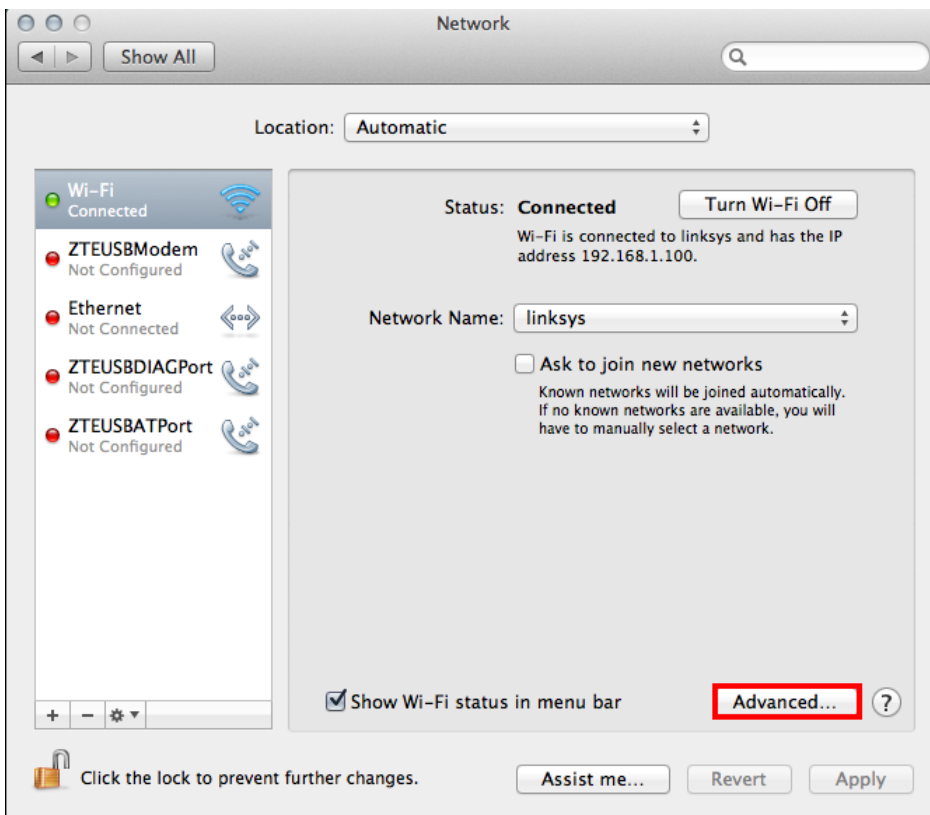 Network
Show All
Location: Automatic
Wi-Fi
Connected
ZTEUSBModem
Not Configured
Ethernet
Not Connected
ZTEUSBDIAGPort
Not Configured
ZTEUSBATPort
Not Configured
Status: Connected
Turn Wi-Fi Off
Wi-Fi is connected to linksys and has the IP
address 192.168.1.100.
Network Name: linksys
Ask to join new networks
Known networks will be joined automatically.
If no known networks are available, you will
have to manually select a network.
Show Wi-Fi status in menu bar
Advanced...
?
+ −
Click the lock to prevent further changes.
Assist me...
Revert
Apply